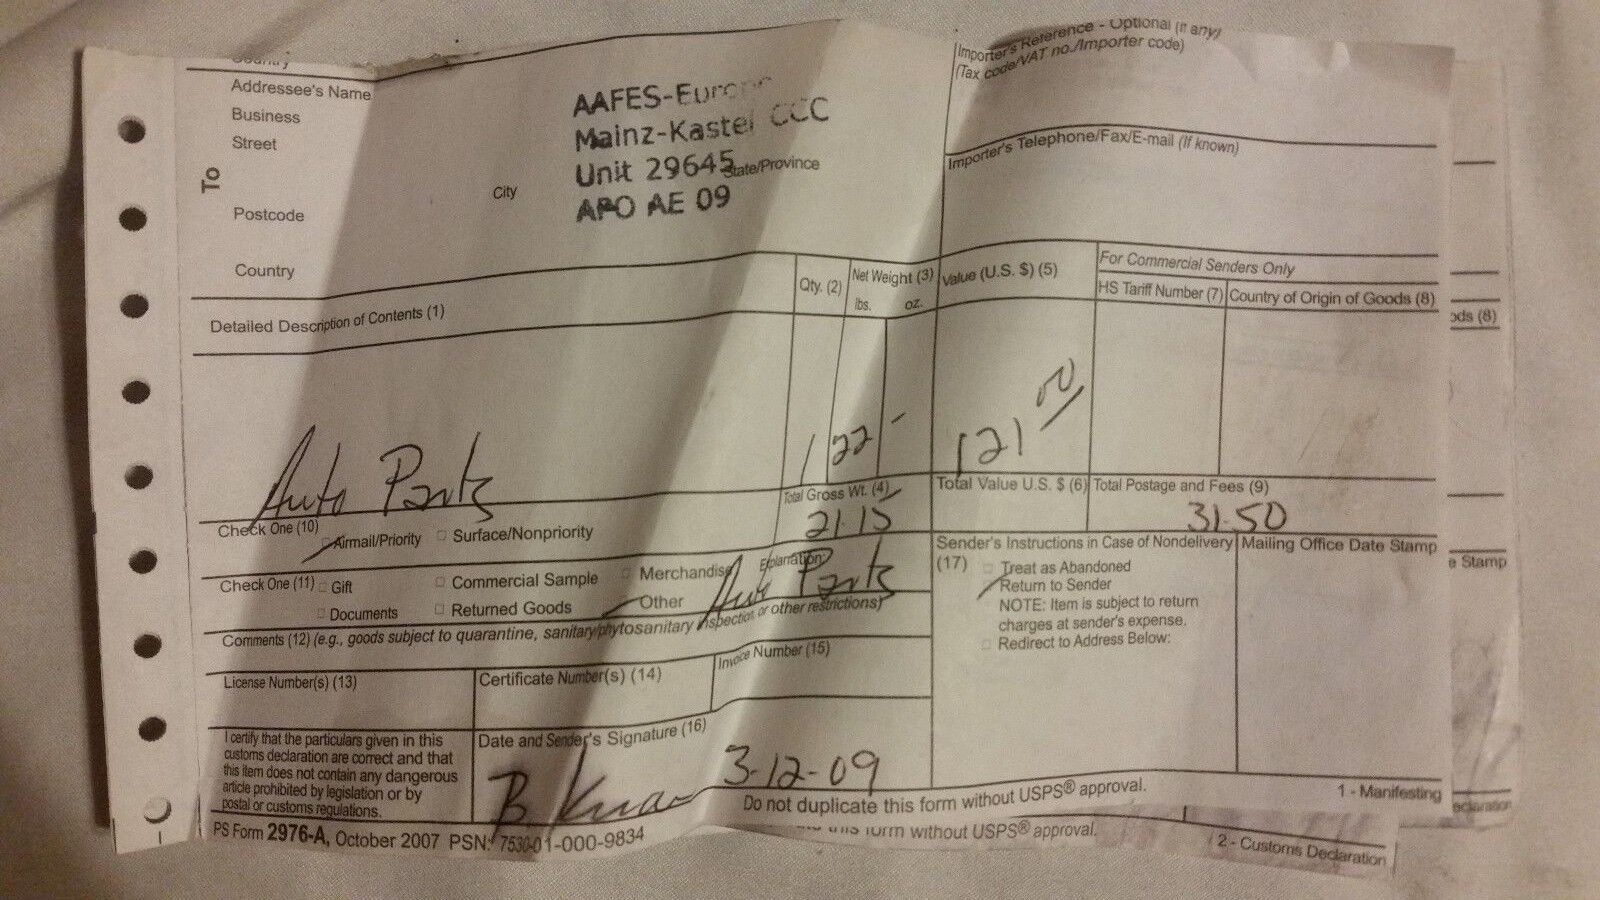 Country
Importer's Reference - Optional (If any)
(Tax code/VAT no./Importer code)
Addressee's Name
Business
Street
To
City
State/Province
Postcode
Country
AAFES-Europe
Mainz-Kastel CCC
Unit 29645
APO AE 09
Importer's Telephone/Fax/E-mail (If known)
Detailed Description of Contents (1)
Qty. (2)
Net Weight (3)
lbs. oz.
Value (U.S. $) (5)
For Commercial Senders Only
HS Tariff Number (7)
Country of Origin of Goods (8)
ods (8)
Auto Parts
1
22 -
121 00
Check One (10)
Airmail/Priority
Surface/Nonpriority
Total Gross Wt. (4)
21.15
Total Value U.S. $ (6)
Total Postage and Fees (9)
31.50
Check One (11)
Gift
Commercial Sample
Merchandise
Documents
Returned Goods
Other
Explanation:
Auto Parts
Sender's Instructions in Case of Nondelivery
(17)
Treat as Abandoned
Return to Sender
NOTE: Item is subject to return
charges at sender's expense.
Redirect to Address Below:
Mailing Office Date Stamp
e Stamp
Comments (12) (e.g., goods subject to quarantine, sanitary/phytosanitary inspection or other restrictions)
License Number(s) (13)
Certificate Number(s) (14)
Invoice Number (15)
I certify that the particulars given in this
customs declaration are correct and that
this item does not contain any dangerous
article prohibited by legislation or by
postal or customs regulations.
Date and Sender's Signature (16)
B 3-12-09
Do not duplicate this form without USPS® approval.
1 - Manifesting
PS Form 2976-A, October 2007 PSN: 7530-01-000-9834
this form without USPS® approval.
2 - Customs Declaration